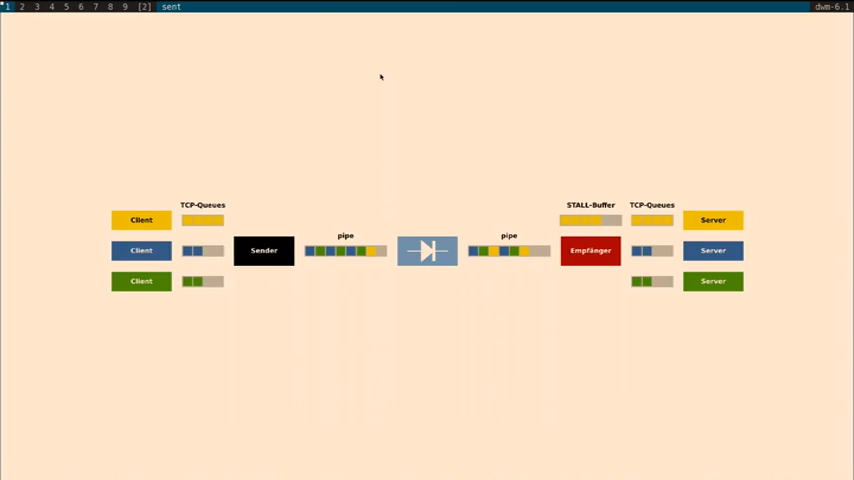 1 2 3 4 5 6 7 8 9 [2] sent dwm-6.1
TCP-Queues STALL-Buffer TCP-Queues
Client Server
pipe pipe
Client Sender Empfänger Server
Client Server